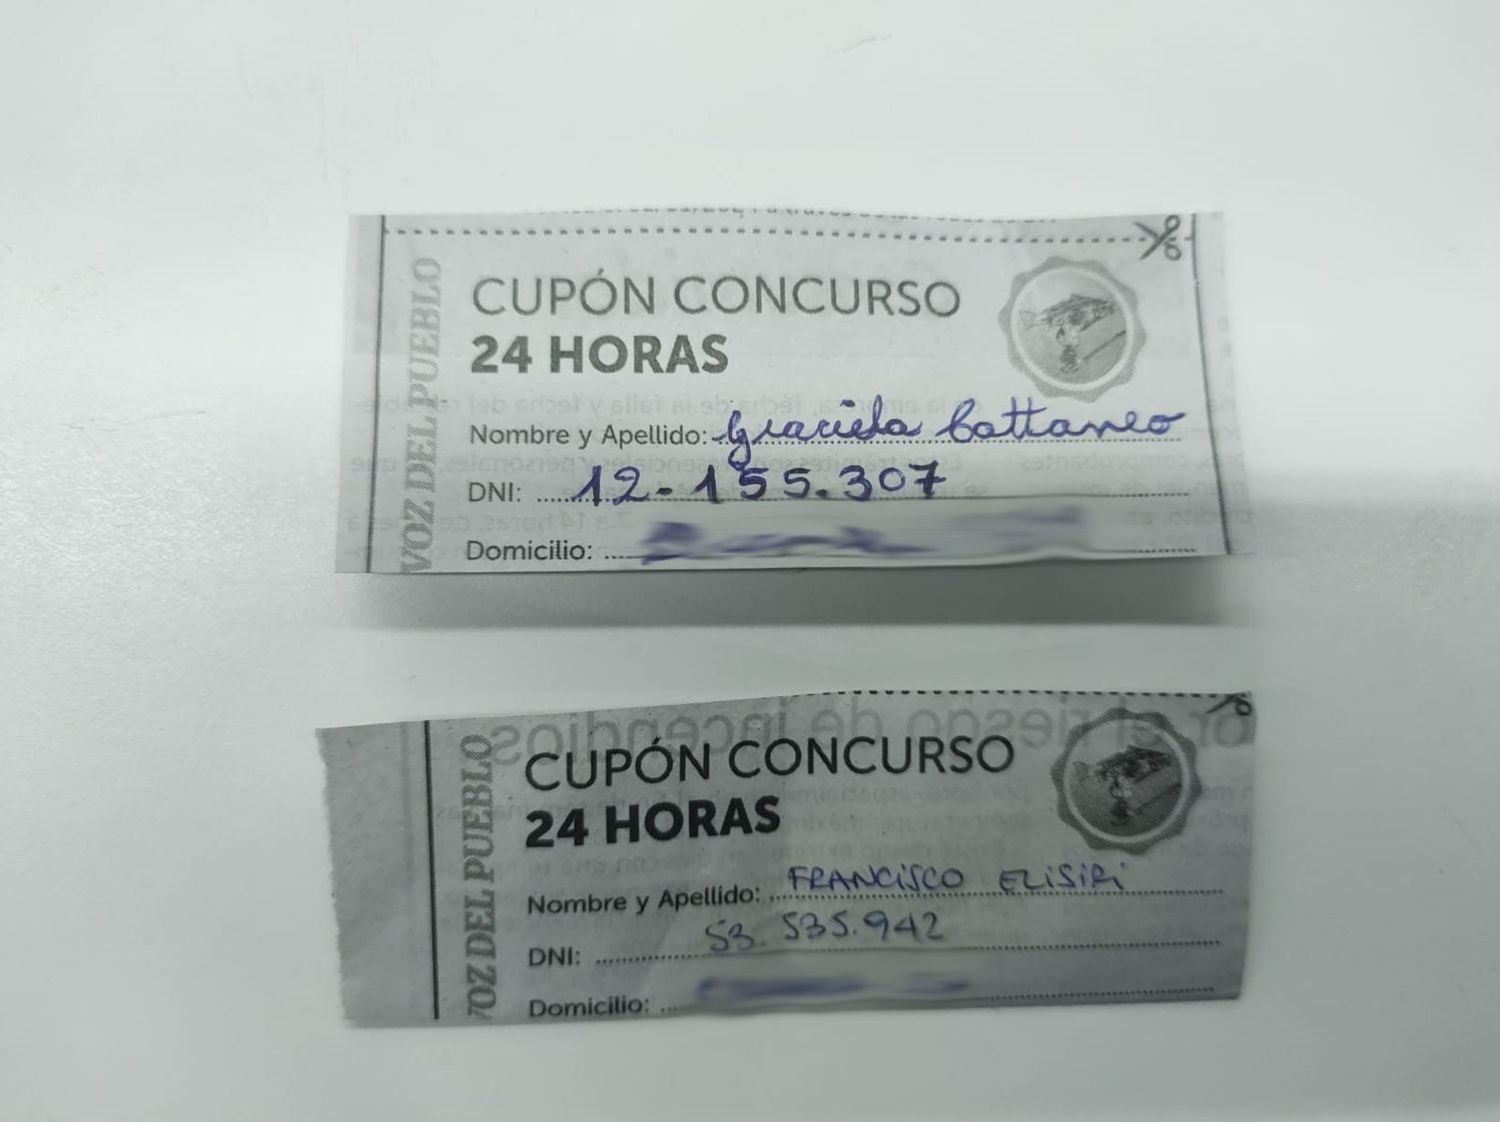 CUPÓN CONCURSO
24 HORAS
VOZ DEL PUEBLO
Nombre y Apellido: Graciela Cattaneo
DNI: 12-155.307
Domicilio:
CUPÓN CONCURSO
24 HORAS
VOZ DEL PUEBLO
Nombre y Apellido: FRANCISCO ELISIRI
DNI: 53.535.942
Domicilio: